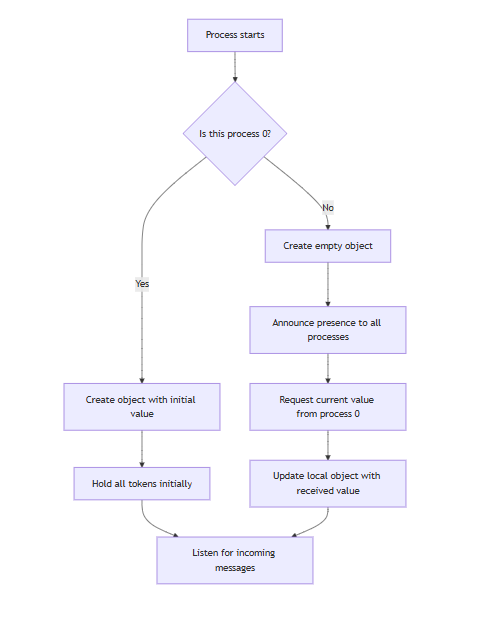 Process starts
Is this process 0?
No
Create empty object
Yes
Announce presence to all
processes
Create object with initial
value
Request current value
from process 0
Hold all tokens initially
Update local object with
received value
Listen for incoming
messages